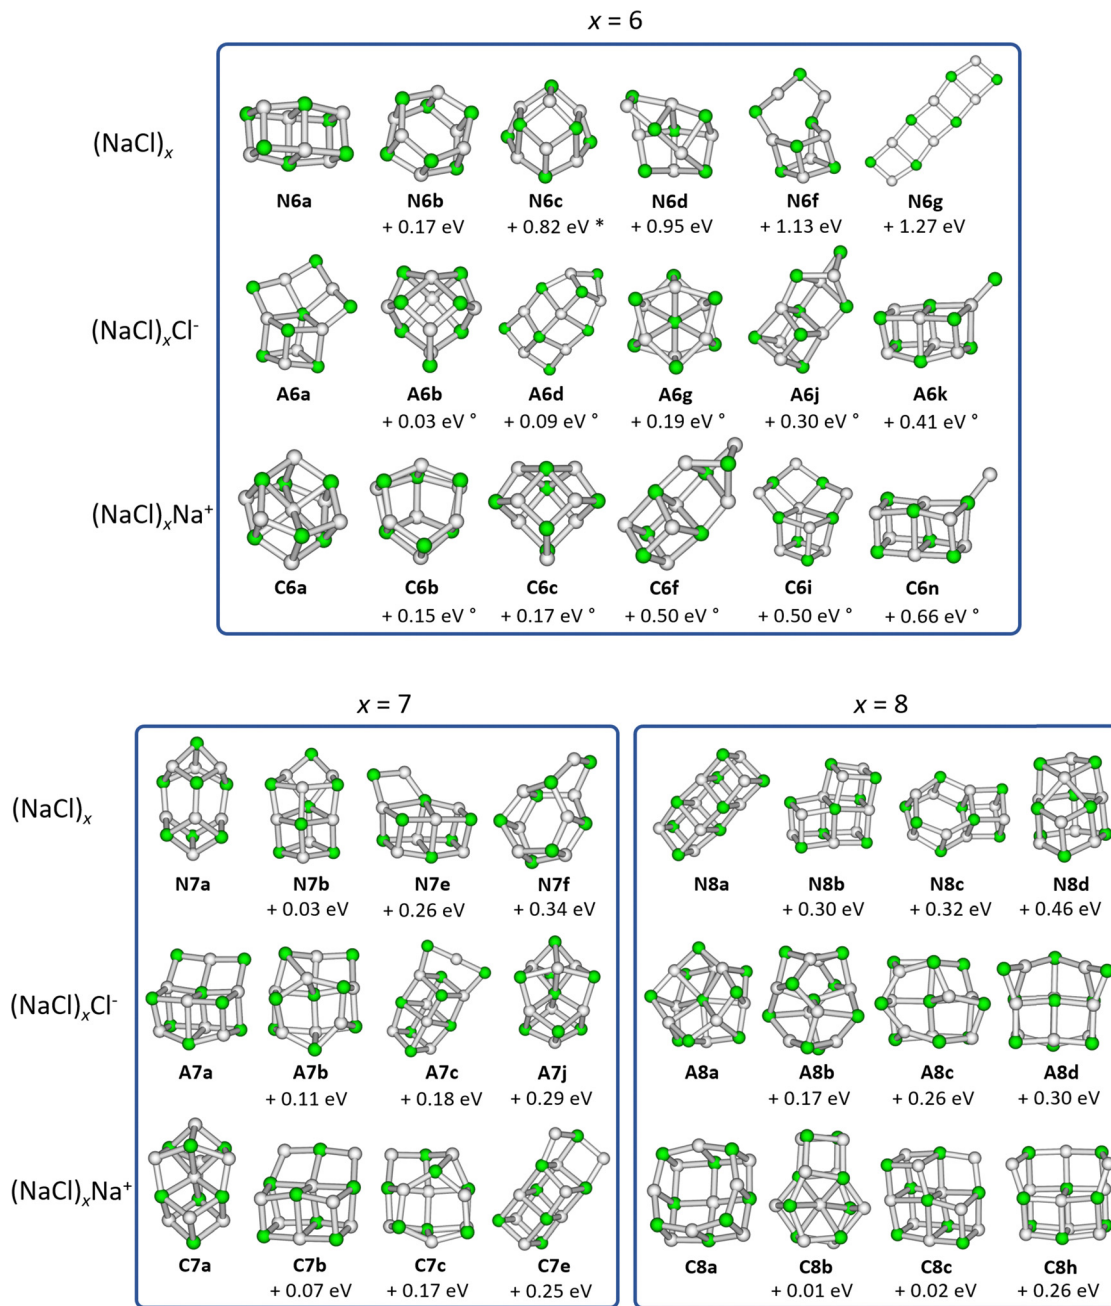 x = 6
(NaCl)x
N6a N6b N6c N6d N6f N6g
+ 0.17 eV + 0.82 eV * + 0.95 eV + 1.13 eV + 1.27 eV
(NaCl)xCl-
A6a A6b A6d A6g A6j A6k
+ 0.03 eV ° + 0.09 eV ° + 0.19 eV ° + 0.30 eV ° + 0.41 eV °
(NaCl)xNa+
C6a C6b C6c C6f C6i C6n
+ 0.15 eV ° + 0.17 eV ° + 0.50 eV ° + 0.50 eV ° + 0.66 eV °
x = 7 x = 8
(NaCl)x
N7a N7b N7e N7f N8a N8b N8c N8d
+ 0.03 eV + 0.26 eV + 0.34 eV + 0.30 eV + 0.32 eV + 0.46 eV
(NaCl)xCl-
A7a A7b A7c A7j A8a A8b A8c A8d
+ 0.11 eV + 0.18 eV + 0.29 eV + 0.17 eV + 0.26 eV + 0.30 eV
(NaCl)xNa+
C7a C7b C7c C7e C8a C8b C8c C8h
+ 0.07 eV + 0.17 eV + 0.25 eV + 0.01 eV + 0.02 eV + 0.26 eV